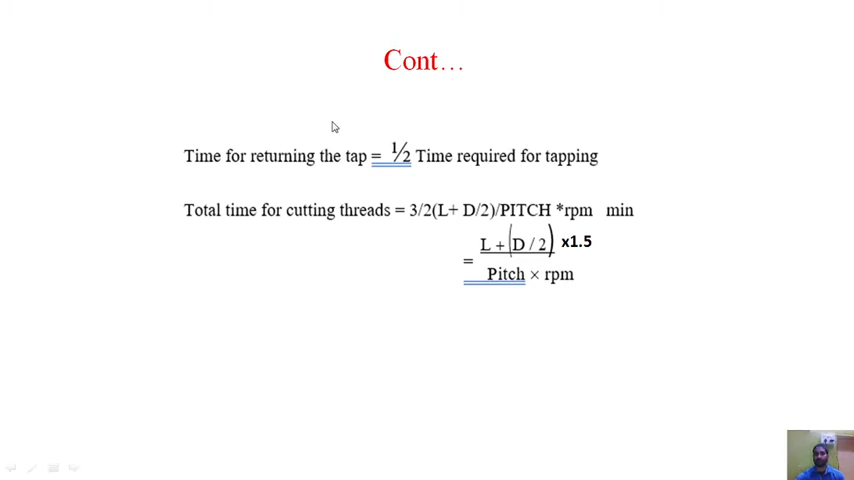 Cont…
Time for returning the tap = ½ Time required for tapping
Total time for cutting threads = 3/2(L+ D/2)/PITCH *rpm min
= L + (D / 2) x1.5
Pitch × rpm